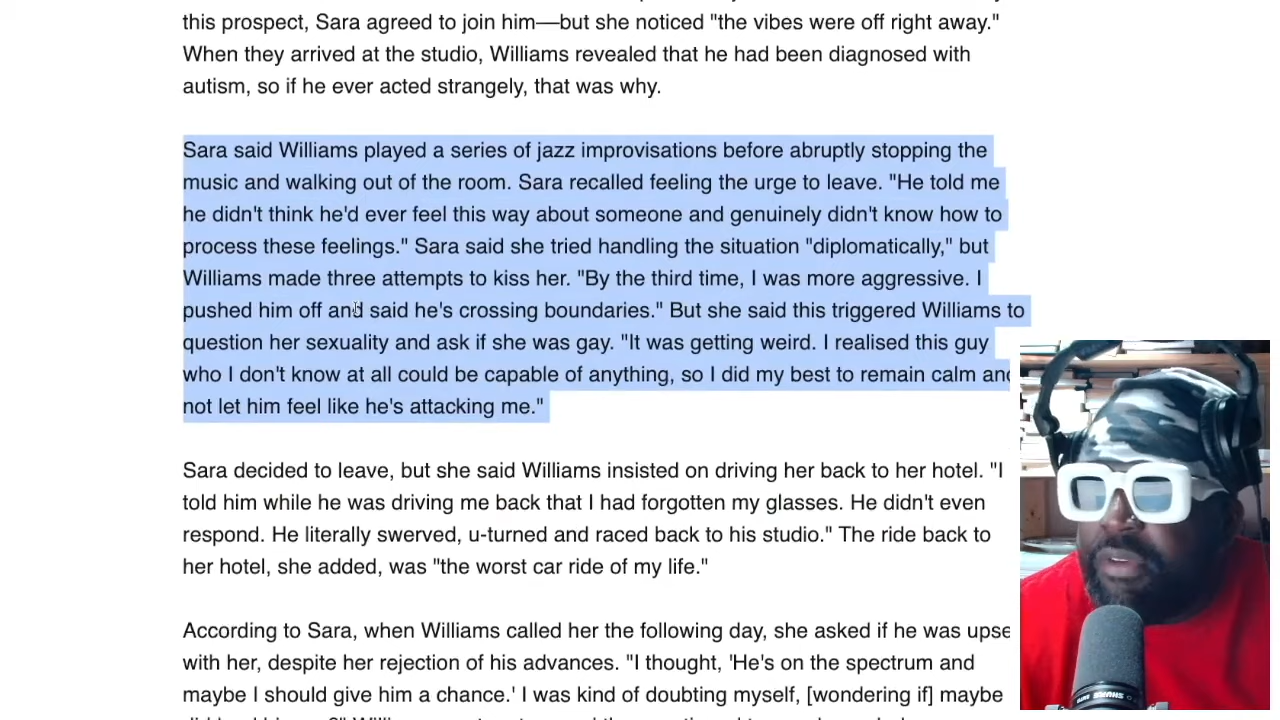 this prospect, Sara agreed to join him—but she noticed "the vibes were off right away."
When they arrived at the studio, Williams revealed that he had been diagnosed with
autism, so if he ever acted strangely, that was why.
Sara said Williams played a series of jazz improvisations before abruptly stopping the
music and walking out of the room. Sara recalled feeling the urge to leave. "He told me
he didn't think he'd ever feel this way about someone and genuinely didn't know how to
process these feelings." Sara said she tried handling the situation "diplomatically," but
Williams made three attempts to kiss her. "By the third time, I was more aggressive. I
pushed him off and said he's crossing boundaries." But she said this triggered Williams to
question her sexuality and ask if she was gay. "It was getting weird. I realised this guy
who I don't know at all could be capable of anything, so I did my best to remain calm and
not let him feel like he's attacking me."
Sara decided to leave, but she said Williams insisted on driving her back to her hotel. "I
told him while he was driving me back that I had forgotten my glasses. He didn't even
respond. He literally swerved, u-turned and raced back to his studio." The ride back to
her hotel, she added, was "the worst car ride of my life."
According to Sara, when Williams called her the following day, she asked if he was upse
with her, despite her rejection of his advances. "I thought, 'He's on the spectrum and
maybe I should give him a chance.' I was kind of doubting myself, [wondering if] maybe
SHURE